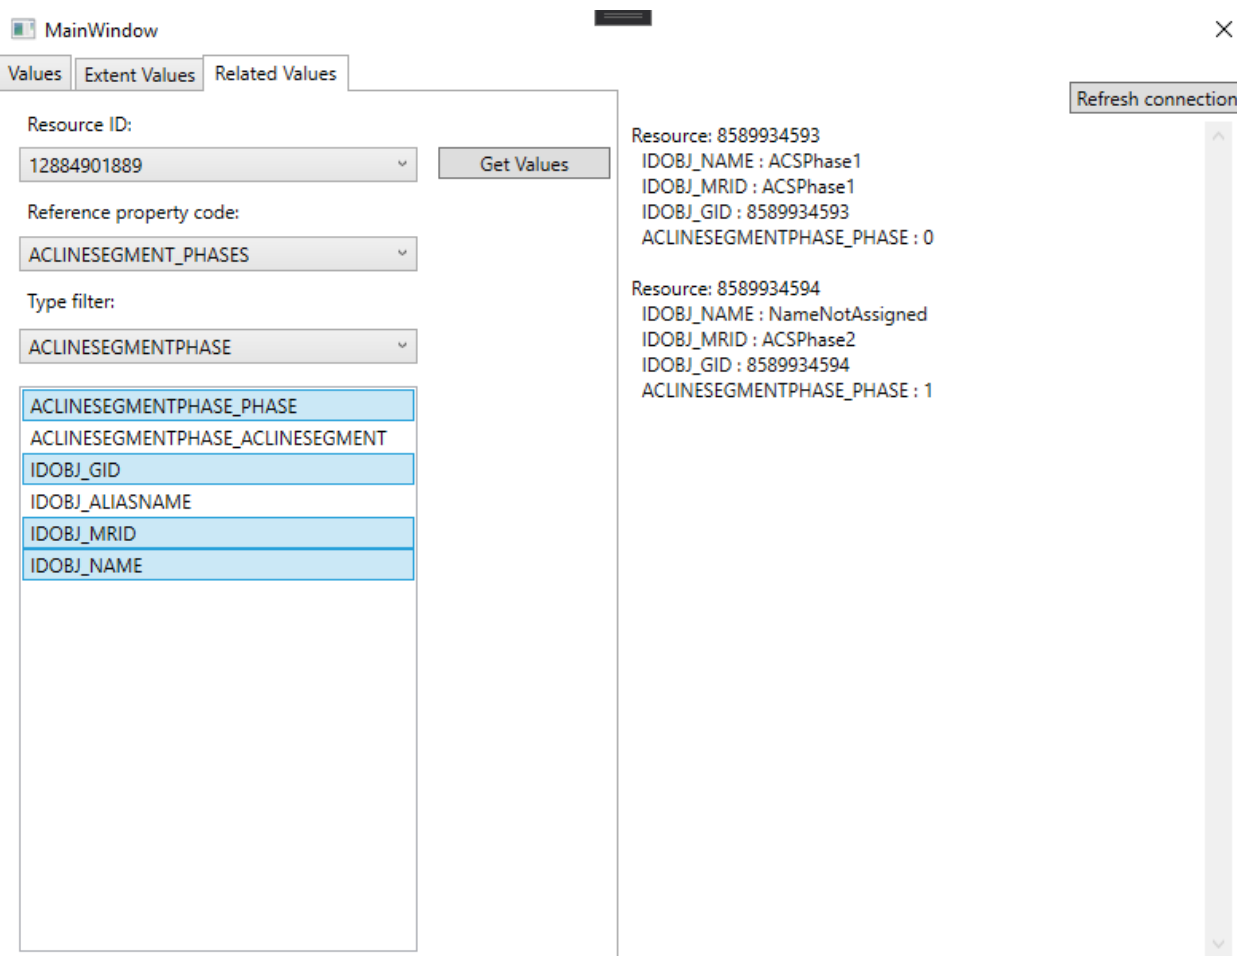 MainWindow
Values
Extent Values
Related Values
Refresh connection
Resource ID:
12884901889
Get Values
Reference property code:
ACLINESEGMENT_PHASES
Type filter:
ACLINESEGMENTPHASE
ACLINESEGMENTPHASE_PHASE
ACLINESEGMENTPHASE_ACLINESEGMENT
IDOBJ_GID
IDOBJ_ALIASNAME
IDOBJ_MRID
IDOBJ_NAME
Resource: 8589934593
IDOBJ_NAME : ACSPhase1
IDOBJ_MRID : ACSPhase1
IDOBJ_GID : 8589934593
ACLINESEGMENTPHASE_PHASE : 0
Resource: 8589934594
IDOBJ_NAME : NameNotAssigned
IDOBJ_MRID : ACSPhase2
IDOBJ_GID : 8589934594
ACLINESEGMENTPHASE_PHASE : 1